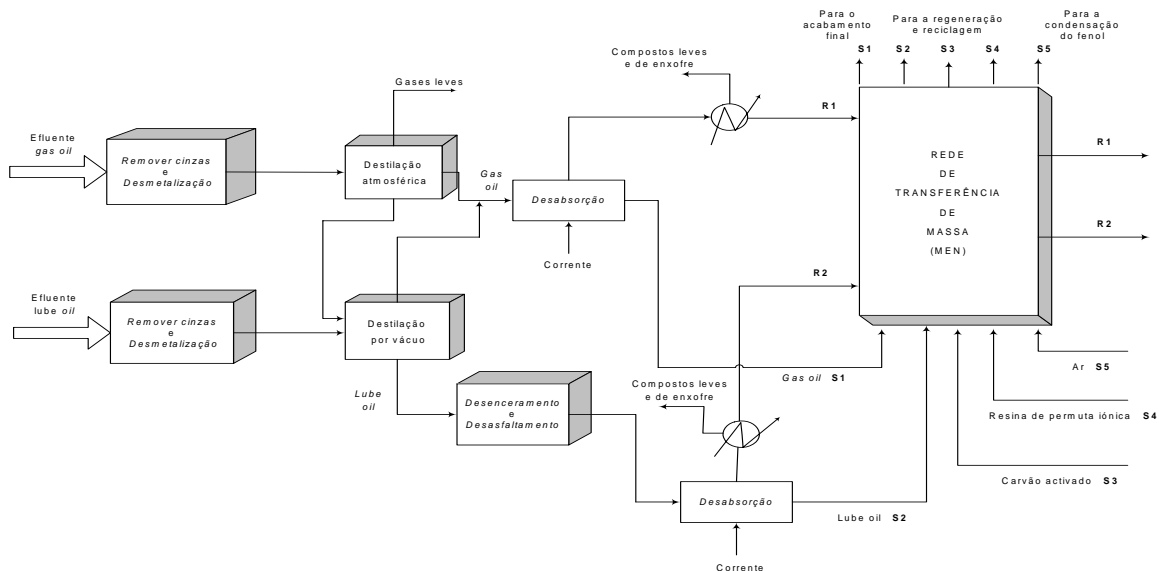 Para o
acabamento
final
S1
Para a regeneração
e reciclagem
S2
S3
S4
Para a
condensação
do fenol
S5
Compostos leves
e de enxofre
Gases leves
R1
Efluente
gas oil
Remover cinzas
e
Desmetalização
Destilação
atmosférica
Gas
oil
Desabsorção
Corrente
REDE
DE
TRANSFERÊNCIA
DE
MASSA
(MEN)
R1
R2
R2
Efluente
lube oil
Remover cinzas
e
Desmetalização
Destilação
por vácuo
Lube
oil
Desenceramento
e
Desasfaltamento
Compostos leves
e de enxofre
Gas oil S1
Ar S5
Resina de permuta iónica S4
Carvão activado S3
Desabsorção
Lube oil S2
Corrente